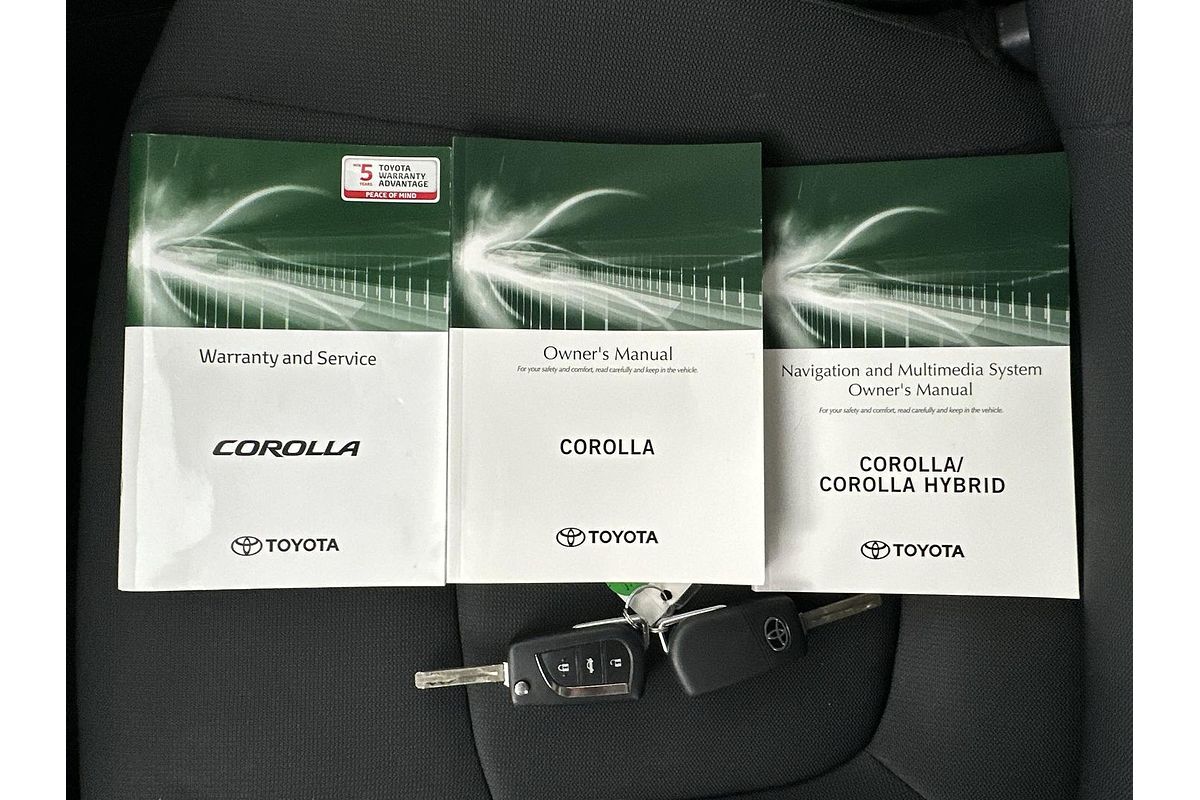 NEW 5 YEARS
TOYOTA
WARRANTY
ADVANTAGE
PEACE OF MIND
Warranty and Service
COROLLA
TOYOTA
Owner's Manual
For your safety and comfort, read carefully and keep in the vehicle.
COROLLA
TOYOTA
Navigation and Multimedia System
Owner's Manual
For your safety and comfort, read carefully and keep in the vehicle.
COROLLA/
COROLLA HYBRID
TOYOTA